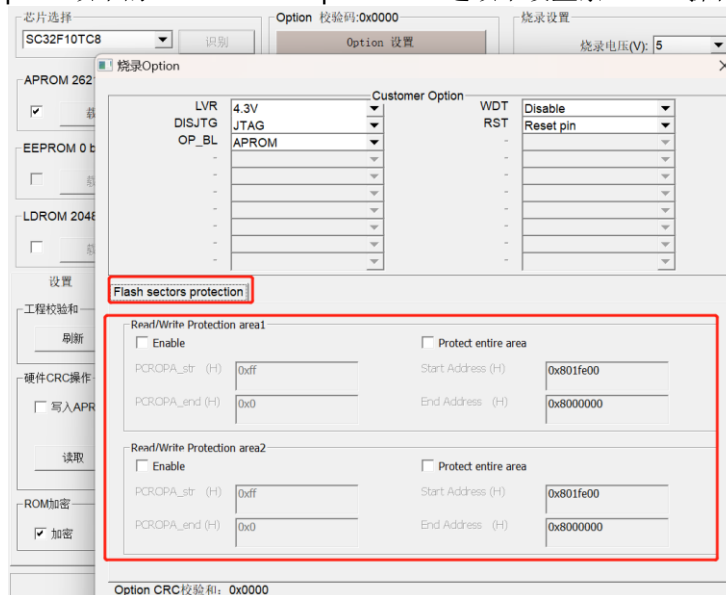 芯片选择
Option 校验码:0x0000
烧录设置
SC32F10TC8
识别
Option 设置
烧录电压(V): 5
烧录Option
APROM 262
Customer Option
LVR 4.3V
WDT Disable
DISJTG JTAG
RST Reset pin
OP_BL APROM
EEPROM 0 b
LDROM 2048
设置
Flash sectors protection
工程校验和
刷新
Read/Write Protection area1
Enable
Protect entire area
PCROPA_str (H) 0xff
Start Address (H) 0x801fe00
PCROPA_end (H) 0x0
End Address (H) 0x8000000
硬件CRC操作
写入APR
读取
Read/Write Protection area2
Enable
Protect entire area
PCROPA_str (H) 0xff
Start Address (H) 0x801fe00
PCROPA_end (H) 0x0
End Address (H) 0x8000000
ROM加密
加密
Option CRC校验和: 0x0000